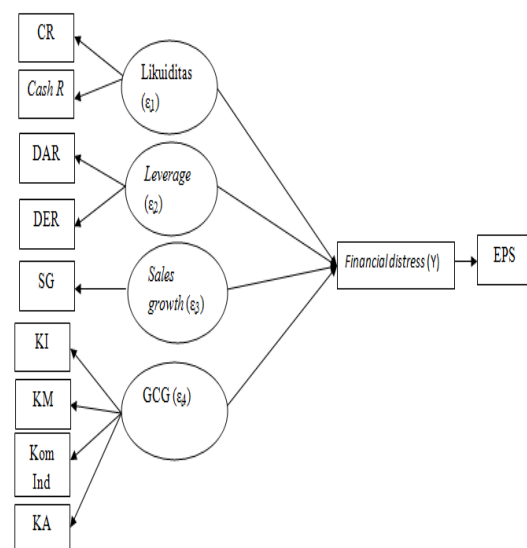 CR
Cash R
DAR
DER
SG
KI
KM
Kom
Ind
KA
Likuiditas
(ε1)
Leverage
(ε2)
Sales
growth (ε3)
GCG (ε4)
Financial distress (Y)
EPS